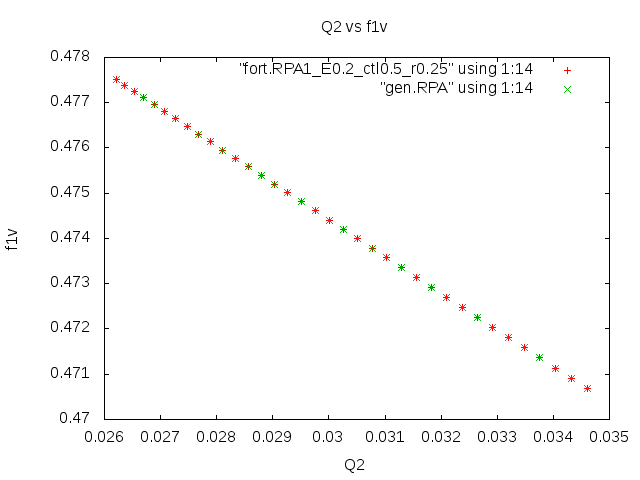 Q2 vs f1v
"fort.RPA1_E0.2_ctl0.5_r0.25" using 1:14
"gen.RPA" using 1:14
0.478
0.477
0.476
0.475
0.474
0.473
0.472
0.471
0.47
f1v
0.026 0.027 0.028 0.029 0.03 0.031 0.032 0.033 0.034 0.035
Q2